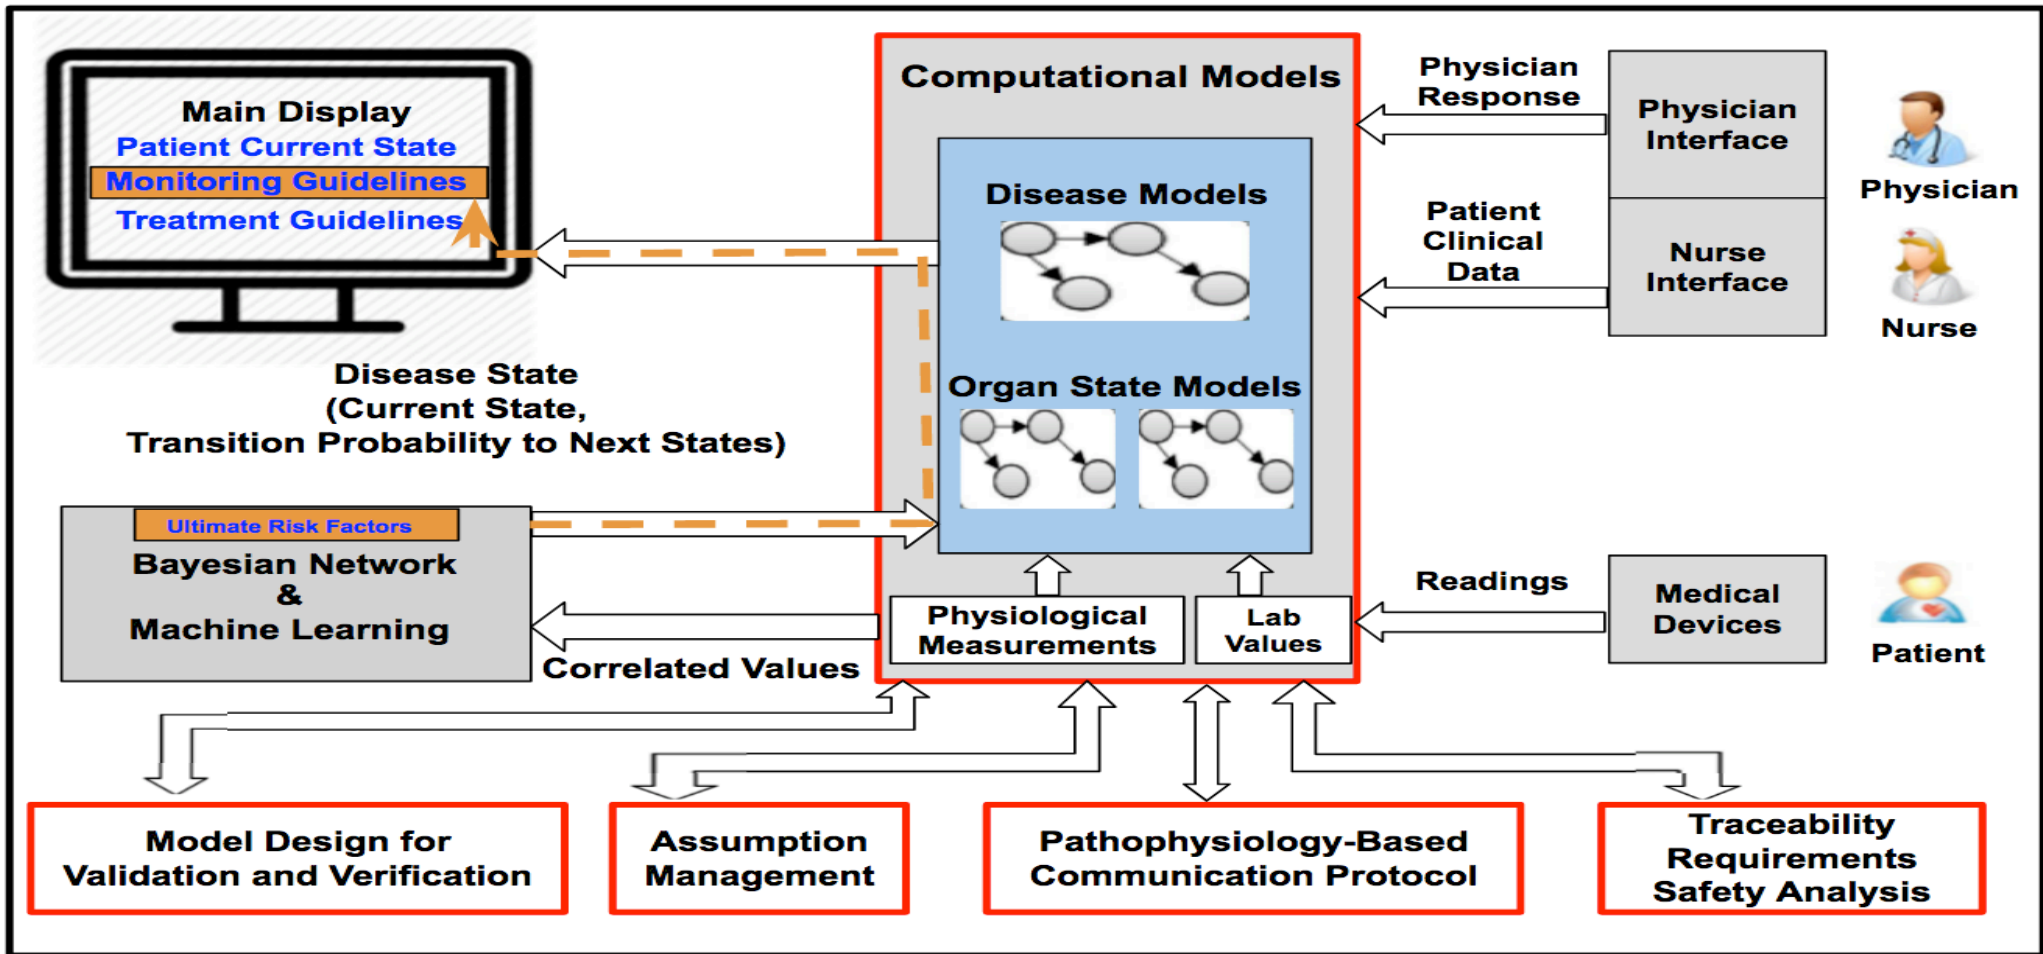 Main Display
Patient Current State
Monitoring Guidelines
Treatment Guidelines
Disease State
(Current State,
Transition Probability to Next States)
Ultimate Risk Factors
Bayesian Network
&
Machine Learning
Correlated Values
Computational Models
Disease Models
Organ State Models
Physiological
Measurements
Lab
Values
Physician
Response
Patient
Clinical
Data
Readings
Physician
Interface
Nurse
Interface
Medical
Devices
Physician
Nurse
Patient
Model Design for
Validation and Verification
Assumption
Management
Pathophysiology-Based
Communication Protocol
Traceability
Requirements
Safety Analysis